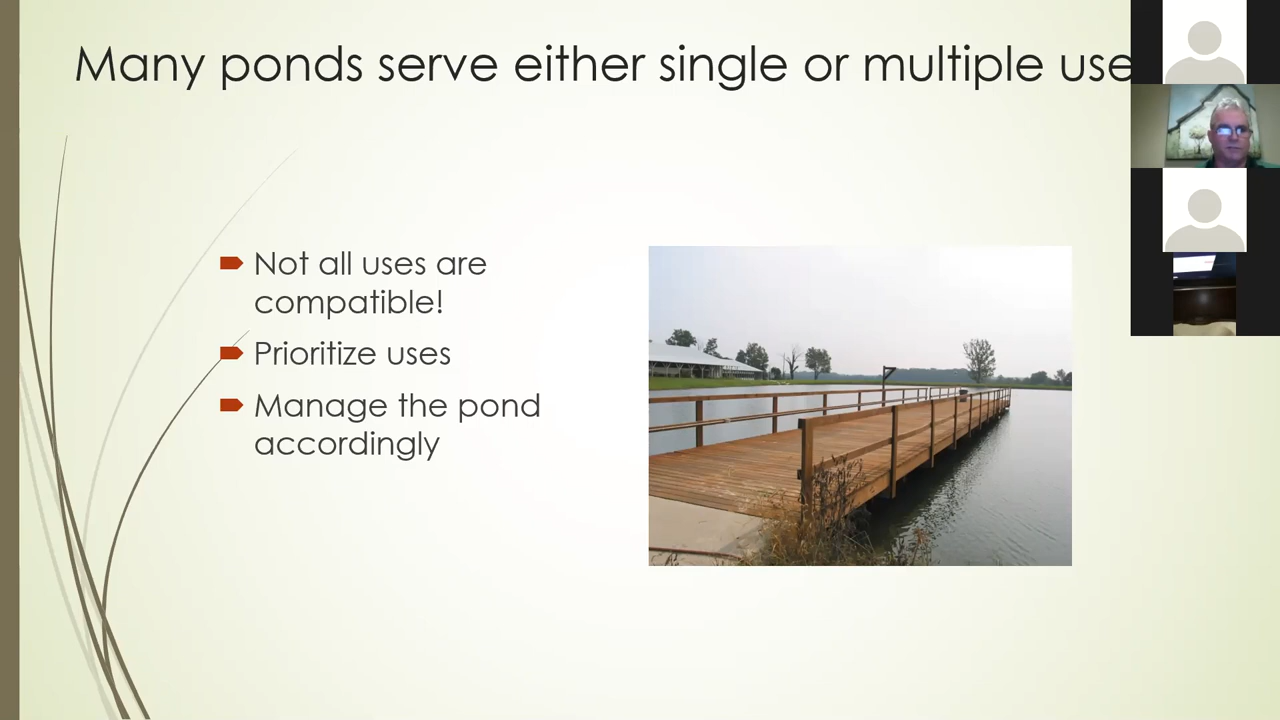 Many ponds serve either single or multiple use
Not all uses are
compatible!
Prioritize uses
Manage the pond
accordingly